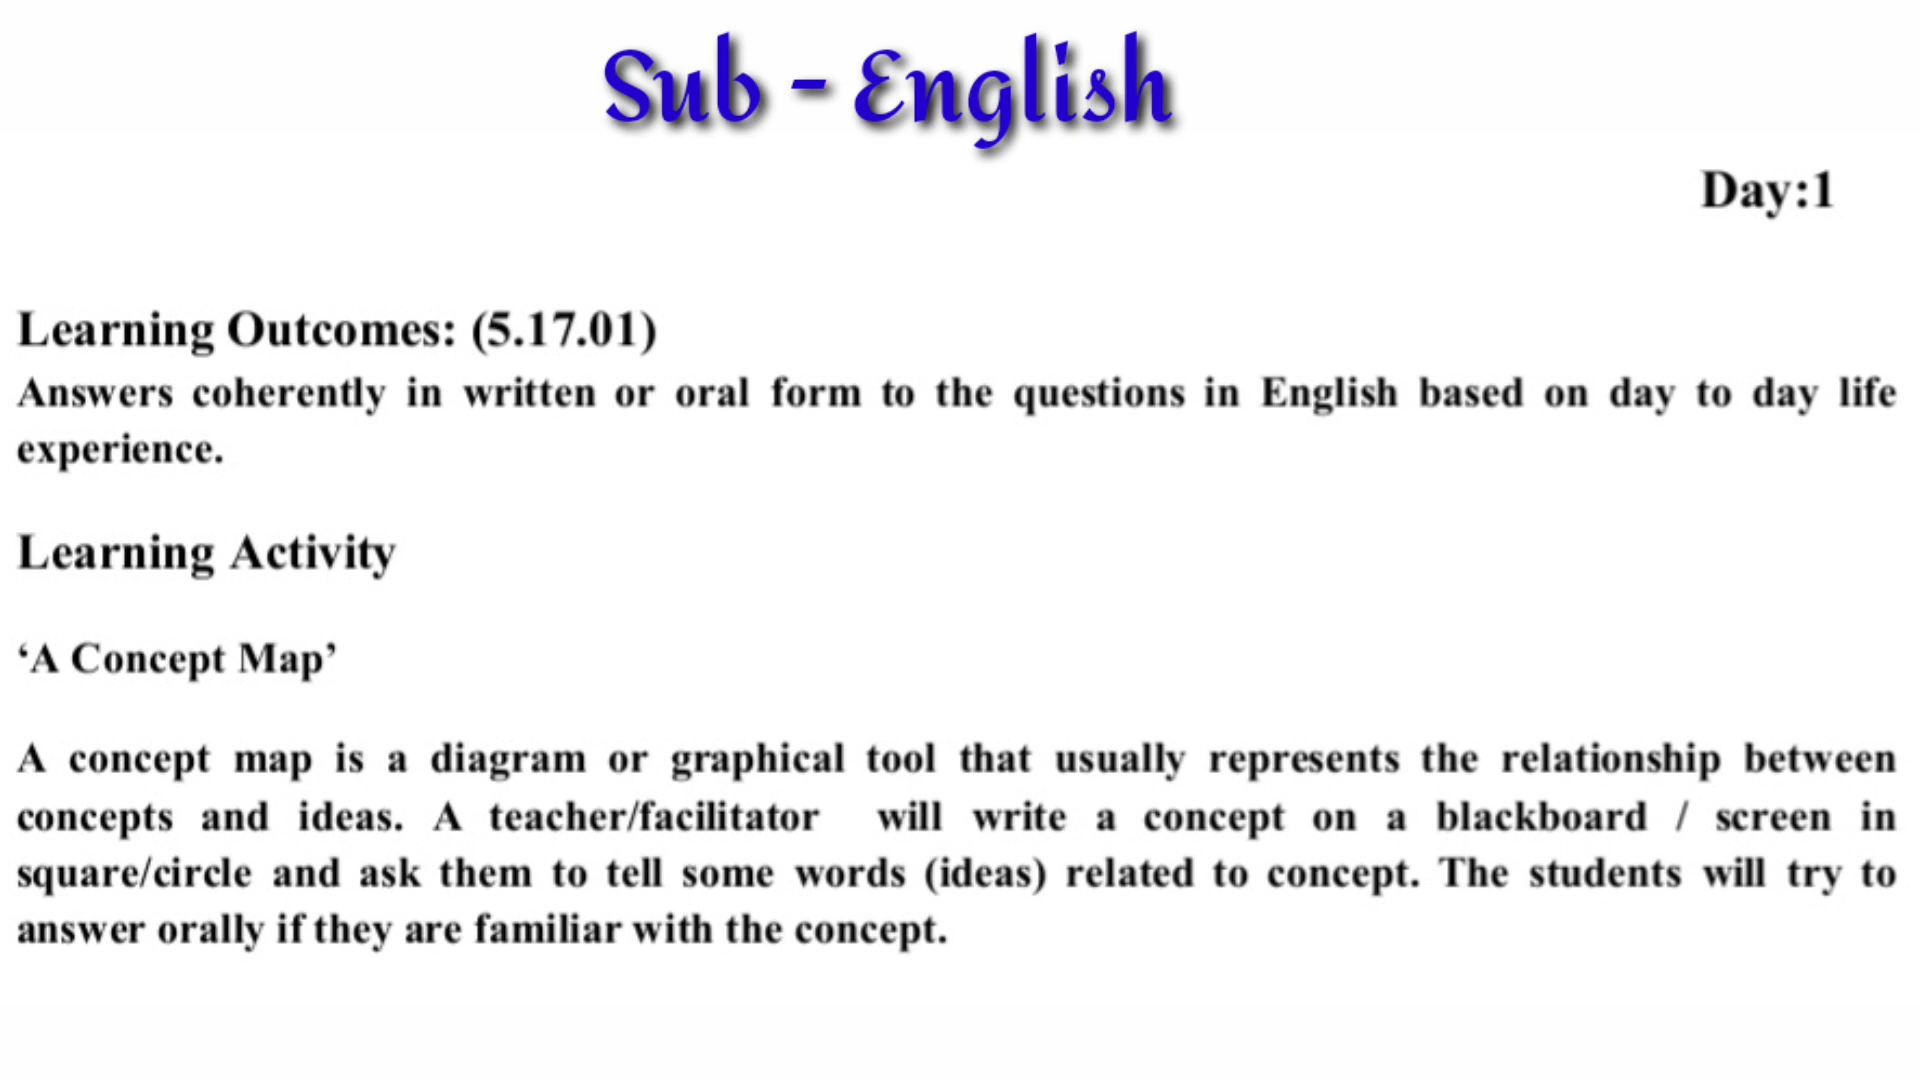 Sub - English
Day:1
Learning Outcomes: (5.17.01)
Answers coherently in written or oral form to the questions in English based on day to day life
experience.
Learning Activity
‘A Concept Map’
A concept map is a diagram or graphical tool that usually represents the relationship between
concepts and ideas. A teacher/facilitator will write a concept on a blackboard / screen in
square/circle and ask them to tell some words (ideas) related to concept. The students will try to
answer orally if they are familiar with the concept.